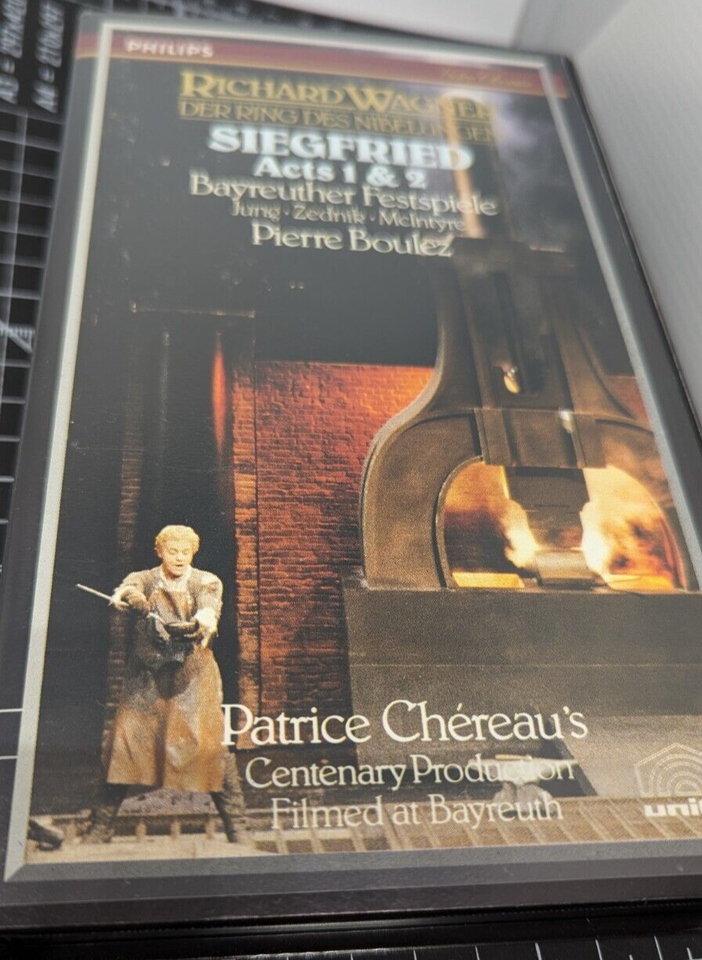 PHILIPS
RICHARD WAGNER
DER RING DES NIBELUNGEN
SIEGFRIED
Acts 1 & 2
Bayreuther Festspiele
Jung · Zednik · McIntyre
Pierre Boulez
Patrice Chéreau's
Centenary Production
Filmed at Bayreuth